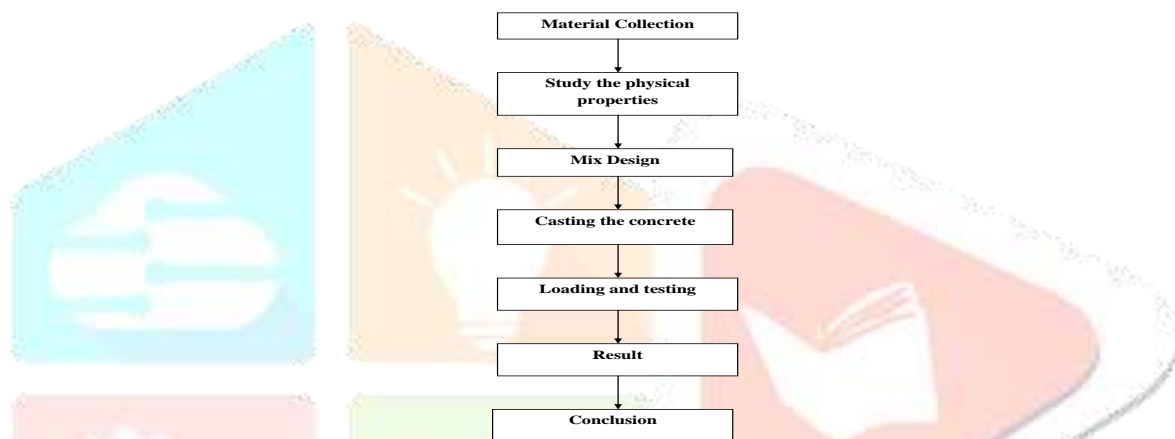 Material Collection
Study the physical
properties
Mix Design
Casting the concrete
Loading and testing
Result
Conclusion